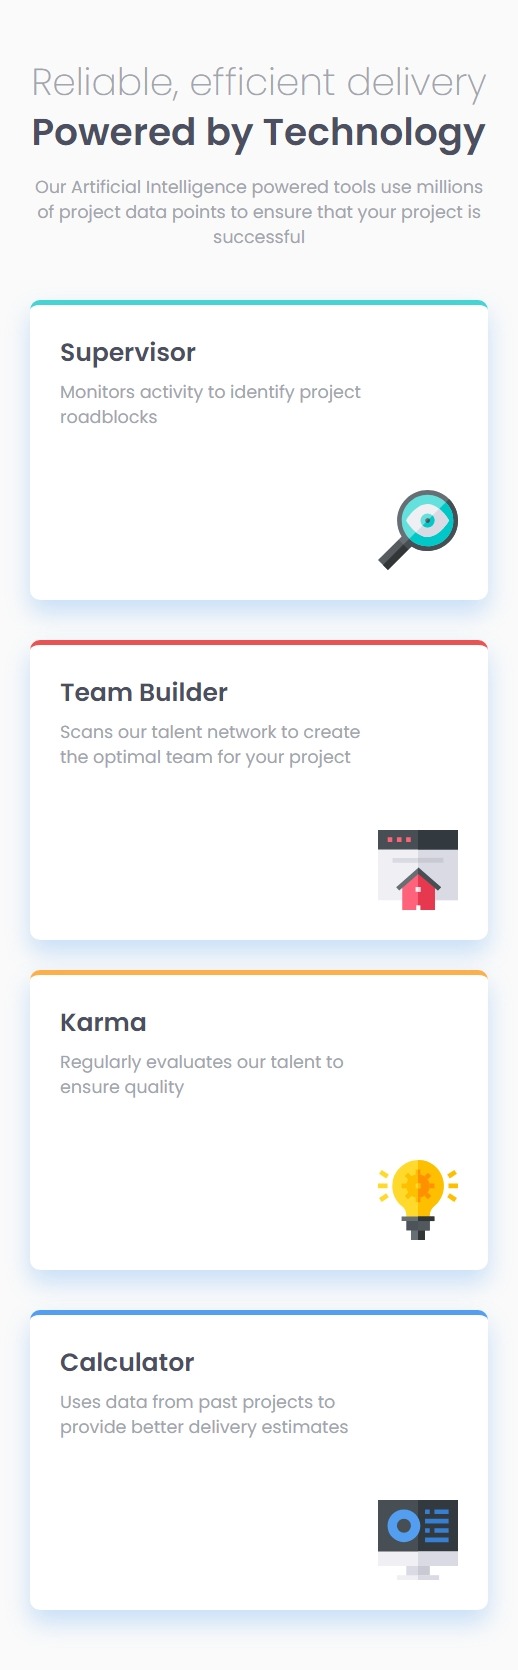 Reliable, efficient delivery
Powered by Technology
Our Artificial Intelligence powered tools use millions
of project data points to ensure that your project is
successful
Supervisor
Monitors activity to identify project
roadblocks
Team Builder
Scans our talent network to create
the optimal team for your project
Karma
Regularly evaluates our talent to
ensure quality
Calculator
Uses data from past projects to
provide better delivery estimates